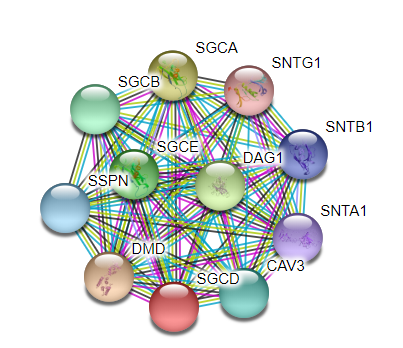 SGCA
SNTG1
SGCB
SNTB1
SGCE
DAG1
SSPN
SNTA1
DMD
CAV3
SGCD